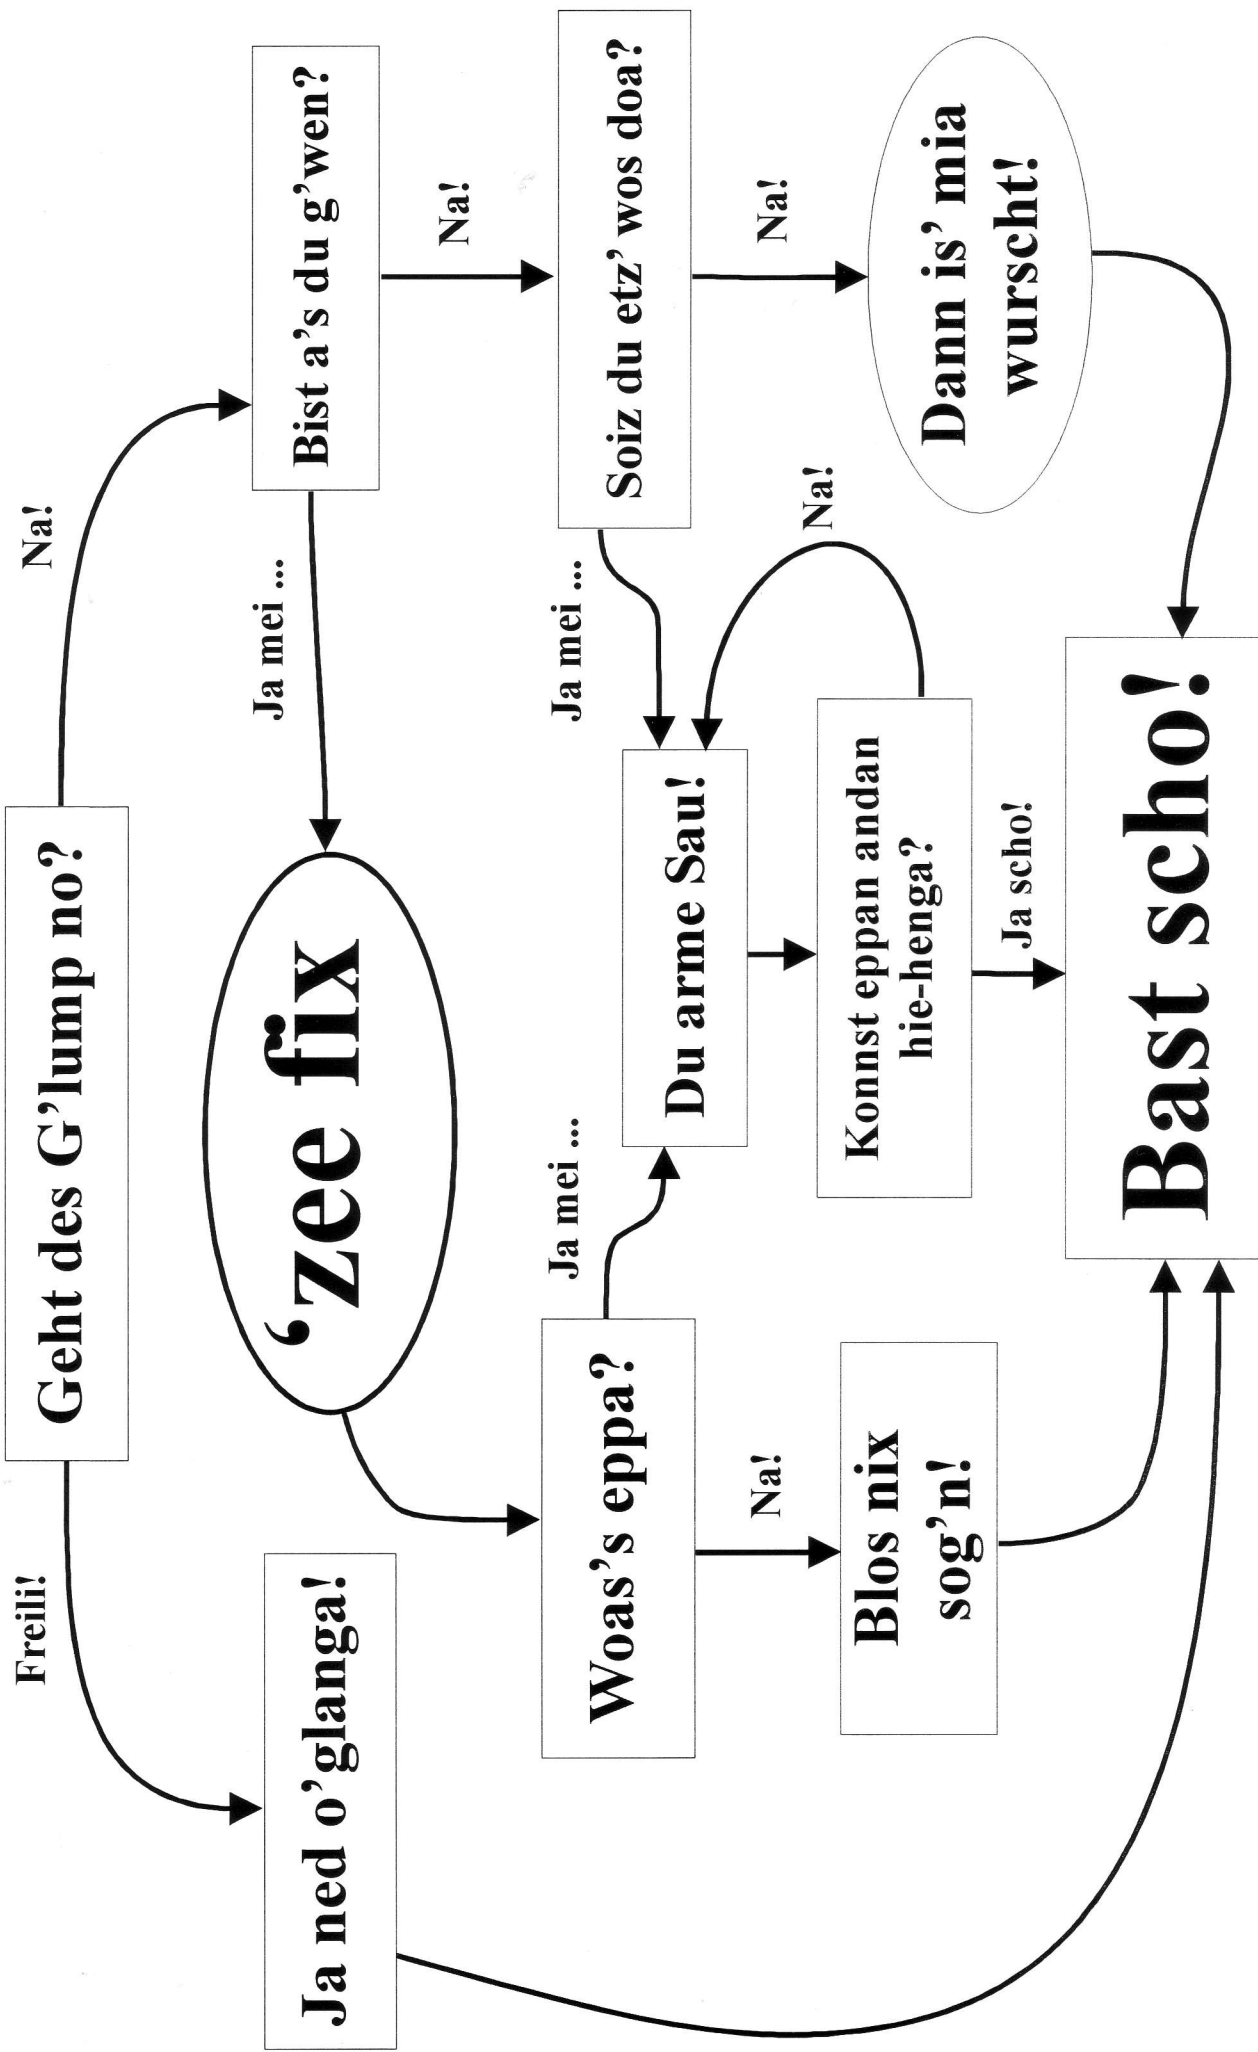 Geht des G’lump no?
Freili!
Na!
Ja ned o’glanga!
‘zee fix
Ja mei ...
Bist a’s du g’wen?
Na!
Woas’s eppa?
Ja mei ...
Du arme Sau!
Ja mei ...
Soiz du etz’ wos doa?
Na!
Blos nix
sog’n!
Konnst eppan andan
hie-henga?
Na!
Na!
Dann is’ mia
wurscht!
Ja scho!
Bast scho!